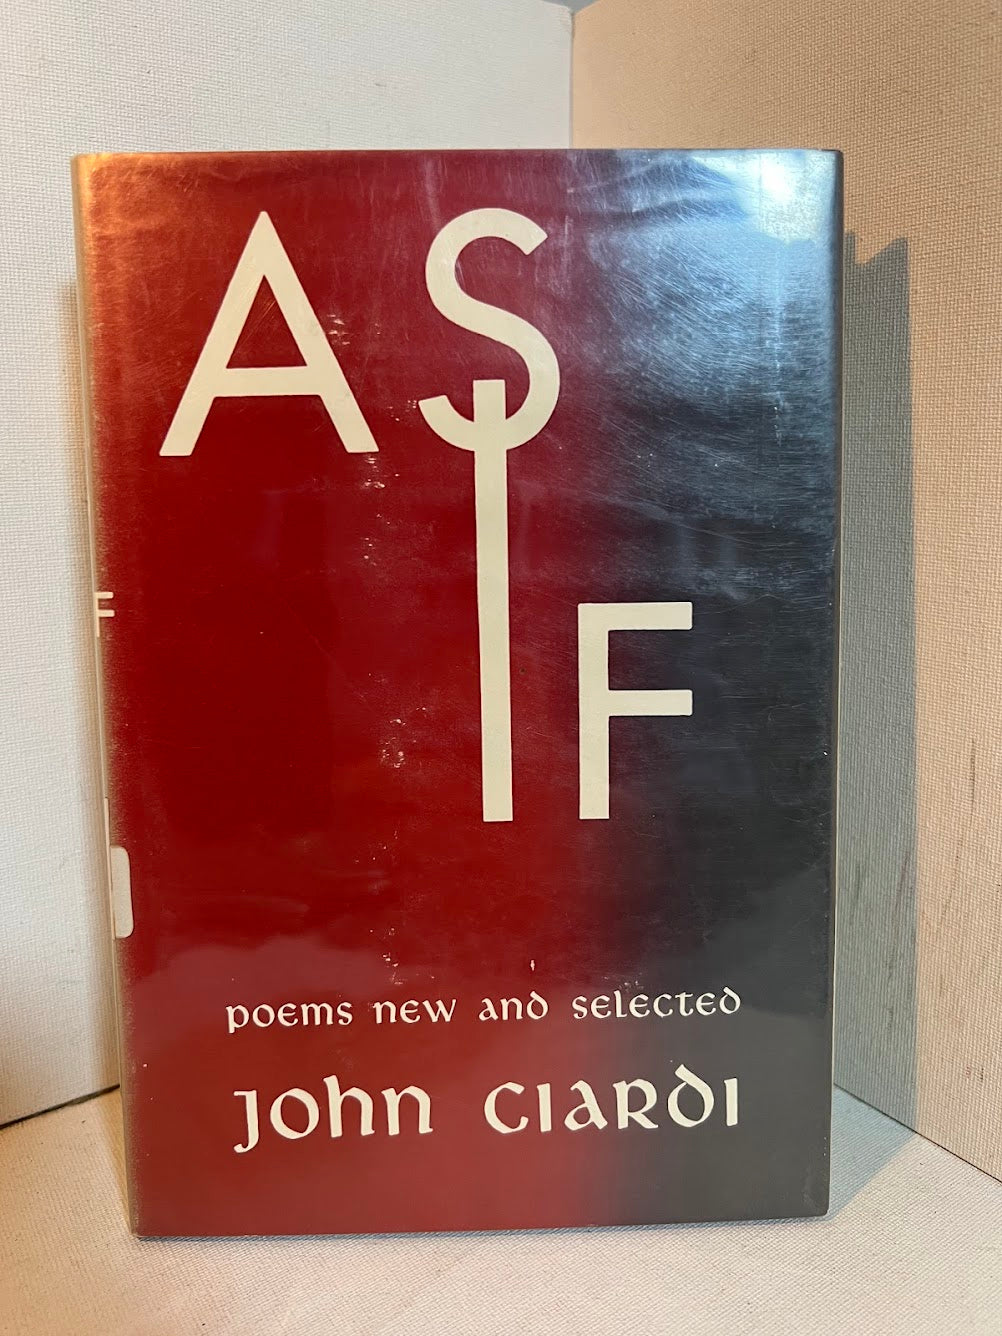 AS
IF
F
poems new and selected
John Ciardi